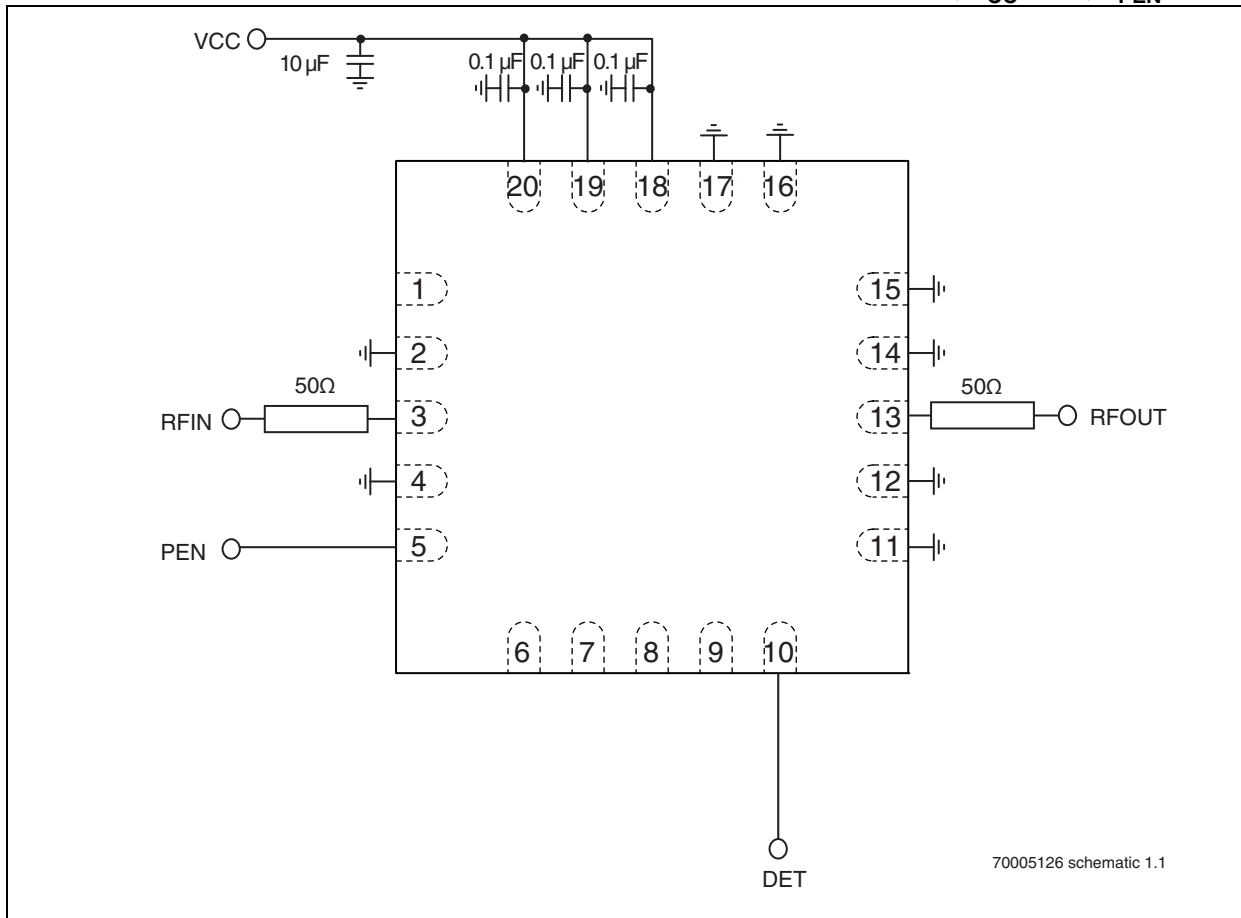 VCC
10 µF
0.1 µF 0.1 µF 0.1 µF
20 19 18 17 16
1
2
3
4
5
15
14
13
12
11
50Ω
RFIN
50Ω
RFOUT
PEN
6 7 8 9 10
DET
70005126 schematic 1.1